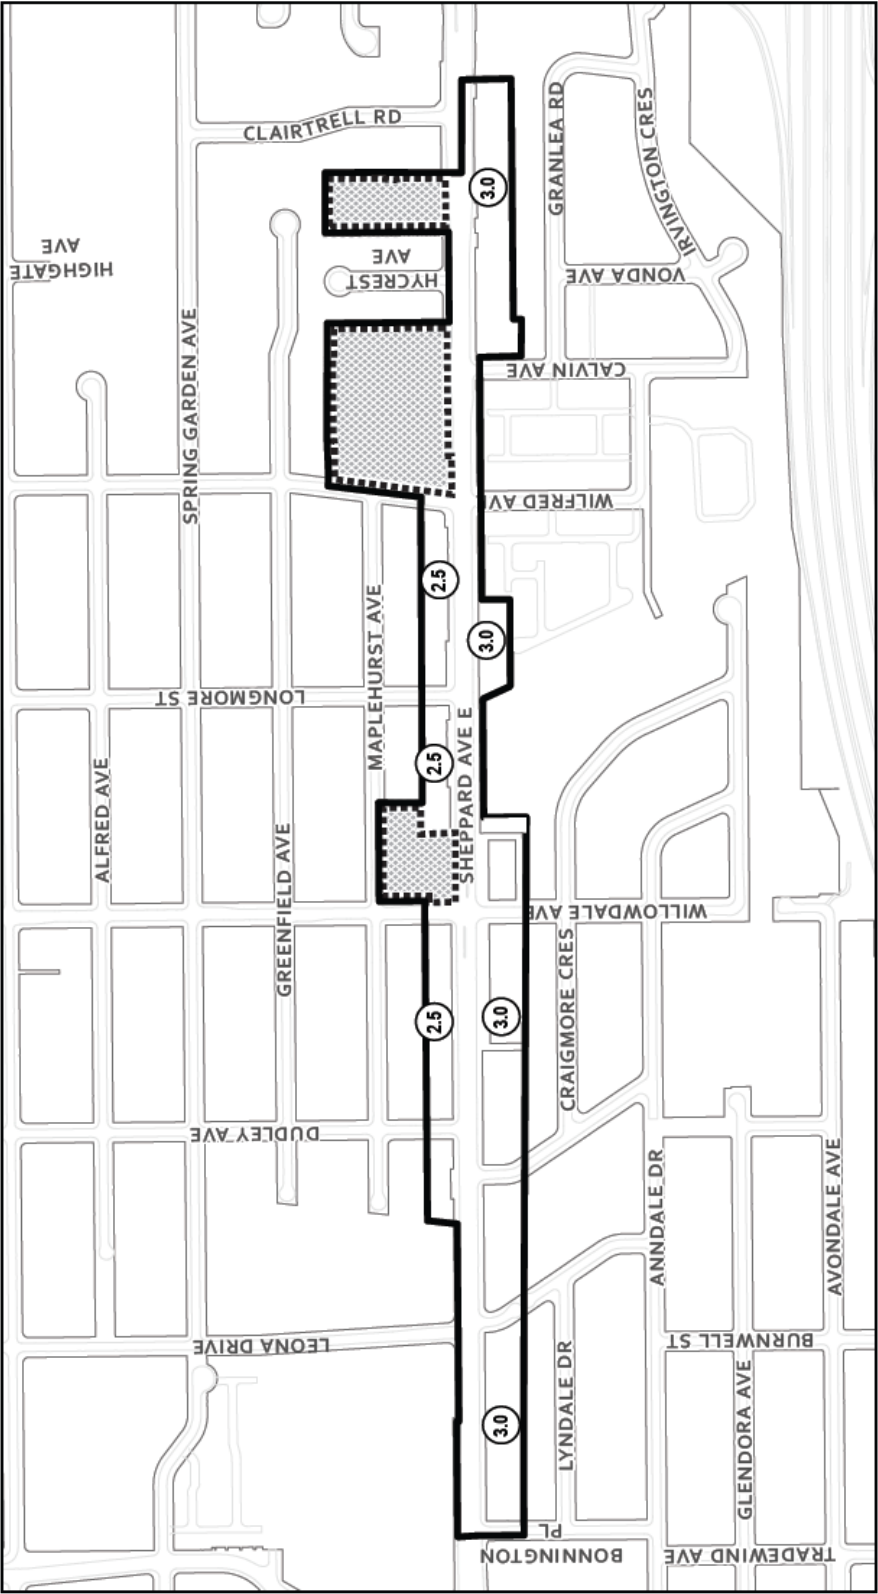 CLAIRTRELL RD
GRANLEA RD
IRVINGTON CRES
3.0
HIGHGATE
AVE
HYCREST
AVE
VONDA AVE
SPRING GARDEN AVE
CALVIN AVE
WILFRED AVE
2.5
MAPLEHURST AVE
3.0
LONGMORE ST
2.5
SHEPPARD AVE E
ALFRED AVE
GREENFIELD AVE
WILLOWDALE AVE
CRAIGMORE CRES
2.5
3.0
DUDLEY AVE
ANNDALE DR
AVONDALE AVE
LEONA DRIVE
BURNWELL ST
LYNDALE DR
GLENDORA AVE
3.0
BONNINGTON
PL
TRADEWIND AVE